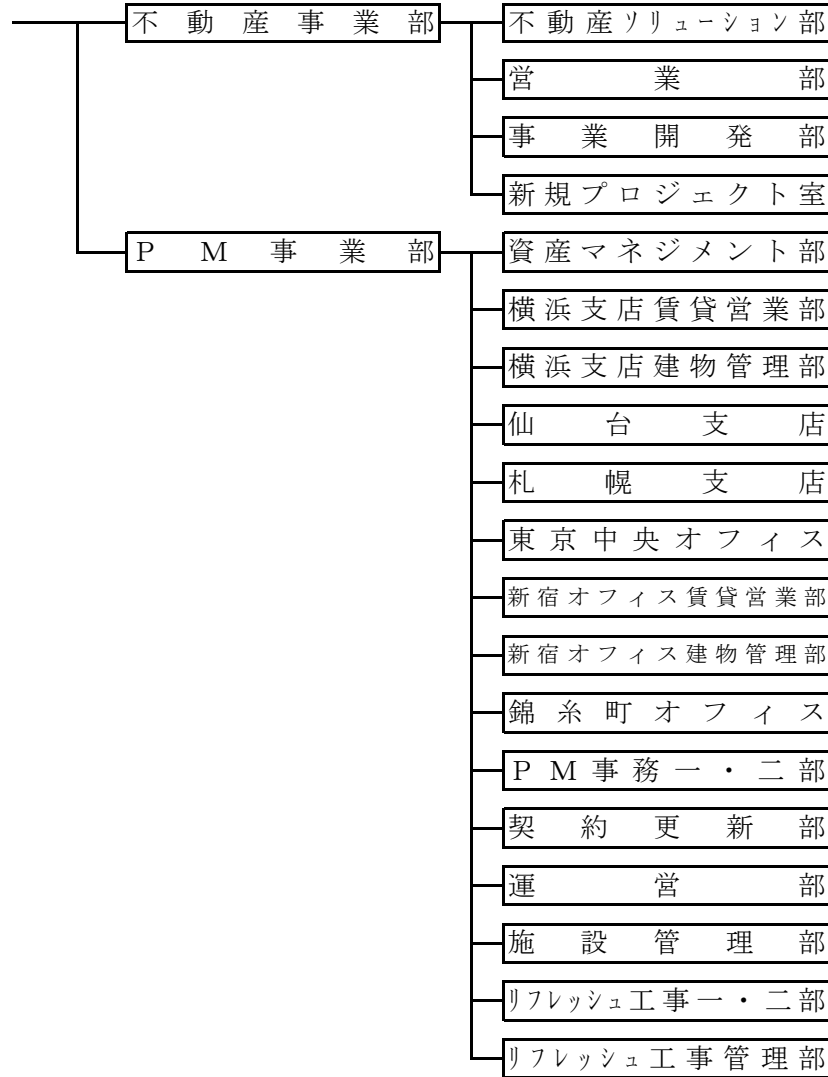 不動産事業部
不動産ソリューション部
営業部
事業開発部
新規プロジェクト室
PM事業部
資産マネジメント部
横浜支店賃貸営業部
横浜支店建物管理部
仙台支店
札幌支店
東京中央オフィス
新宿オフィス賃貸営業部
新宿オフィス建物管理部
錦糸町オフィス
PM事務一・二部
契約更新部
運営部
施設管理部
リフレッシュ工事一・二部
リフレッシュ工事管理部